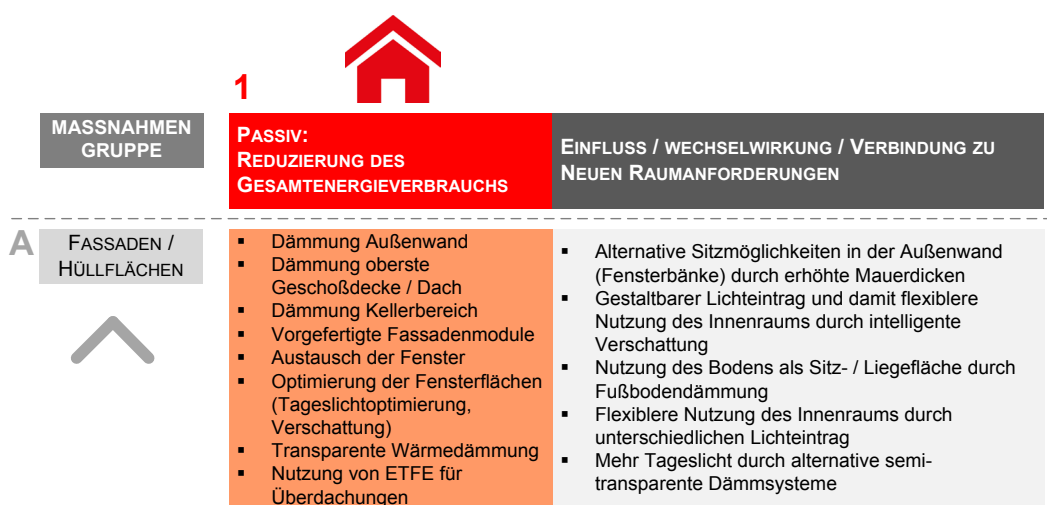 1
MASSNAHMEN
GRUPPE
PASSIV:
REDUZIERUNG DES
GESAMTENERGIEVERBRAUCHS
EINFLUSS / WECHSELWIRKUNG / VERBINDUNG ZU
NEUEN RAUMANFORDERUNGEN
A
FASSADEN /
HÜLLFLÄCHEN
▪ Dämmung Außenwand
▪ Dämmung oberste
Geschoßdecke / Dach
▪ Dämmung Kellerbereich
▪ Vorgefertigte Fassadenmodule
▪ Austausch der Fenster
▪ Optimierung der Fensterflächen
(Tageslichtoptimierung,
Verschattung)
▪ Transparente Wärmedämmung
▪ Nutzung von ETFE für
Überdachungen
▪ Alternative Sitzmöglichkeiten in der Außenwand
(Fensterbänke) durch erhöhte Mauerdicken
▪ Gestaltbarer Lichteintrag und damit flexiblere
Nutzung des Innenraums durch intelligente
Verschattung
▪ Nutzung des Bodens als Sitz- / Liegefläche durch
Fußbodendämmung
▪ Flexiblere Nutzung des Innenraums durch
unterschiedlichen Lichteintrag
▪ Mehr Tageslicht durch alternative semi-
transparente Dämmsysteme